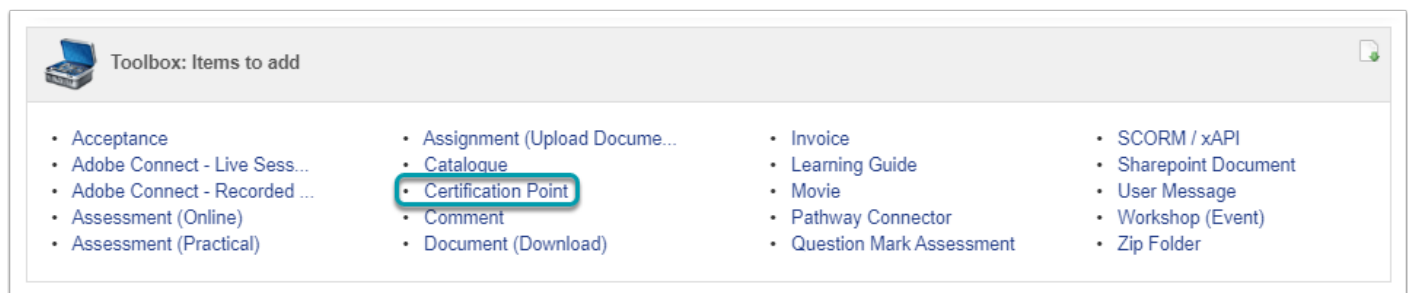 Toolbox: Items to add
Acceptance
Adobe Connect - Live Sess...
Adobe Connect - Recorded ...
Assessment (Online)
Assessment (Practical)
Assignment (Upload Docume...
Catalogue
Certification Point
Comment
Document (Download)
Invoice
Learning Guide
Movie
Pathway Connector
Question Mark Assessment
SCORM / xAPI
Sharepoint Document
User Message
Workshop (Event)
Zip Folder